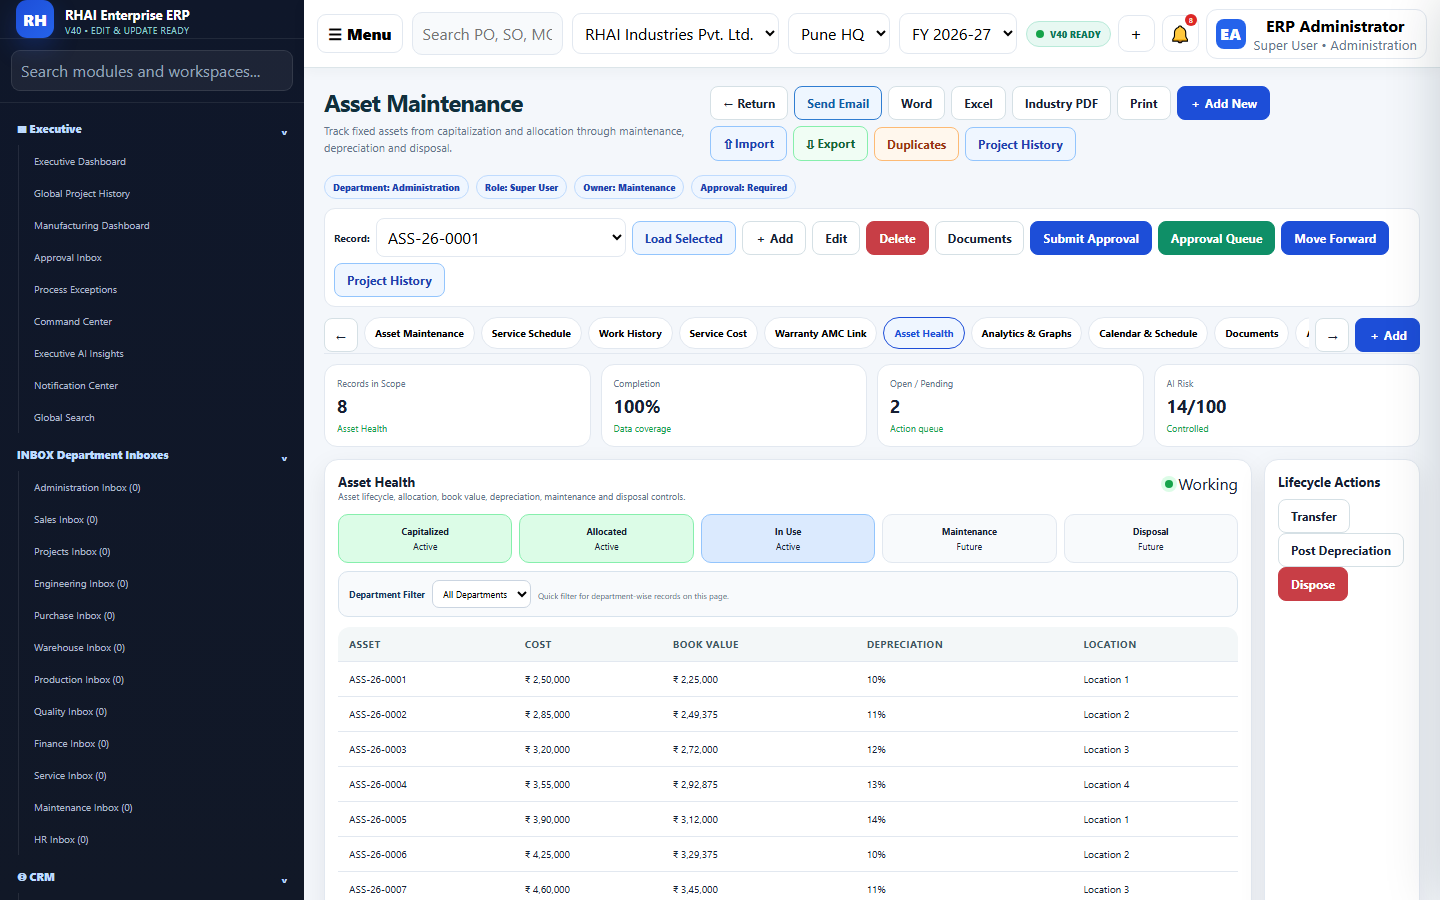 RH
RHAI Enterprise ERP
V40 • EDIT & UPDATE READY
Search modules and workspaces...
Executive
Executive Dashboard
Global Project History
Manufacturing Dashboard
Approval Inbox
Process Exceptions
Command Center
Executive AI Insights
Notification Center
Global Search
INBOX Department Inboxes
Administration Inbox (0)
Sales Inbox (0)
Projects Inbox (0)
Engineering Inbox (0)
Purchase Inbox (0)
Warehouse Inbox (0)
Production Inbox (0)
Quality Inbox (0)
Finance Inbox (0)
Service Inbox (0)
Maintenance Inbox (0)
HR Inbox (0)
CRM
☰ Menu
Search PO, SO, MO
RHAI Industries Pvt. Ltd.
Pune HQ
FY 2026-27
V40 READY
+
8
EA
ERP Administrator
Super User • Administration
Asset Maintenance
Track fixed assets from capitalization and allocation through maintenance,
depreciation and disposal.
← Return
Send Email
Word
Excel
Industry PDF
Print
+ Add New
⇧ Import
⇩ Export
Duplicates
Project History
Department: Administration
Role: Super User
Owner: Maintenance
Approval: Required
Record:
ASS-26-0001
Load Selected
+ Add
Edit
Delete
Documents
Submit Approval
Approval Queue
Move Forward
Project History
←
Asset Maintenance
Service Schedule
Work History
Service Cost
Warranty AMC Link
Asset Health
Analytics & Graphs
Calendar & Schedule
Documents
→
+ Add
Records in Scope
8
Asset Health
Completion
100%
Data coverage
Open / Pending
2
Action queue
AI Risk
14/100
Controlled
Asset Health
Asset lifecycle, allocation, book value, depreciation, maintenance and disposal controls.
Working
Capitalized
Active
Allocated
Active
In Use
Active
Maintenance
Future
Disposal
Future
Department Filter
All Departments
Quick filter for department-wise records on this page.
ASSET COST BOOK VALUE DEPRECIATION LOCATION
ASS-26-0001 ₹ 2,50,000 ₹ 2,25,000 10% Location 1
ASS-26-0002 ₹ 2,85,000 ₹ 2,49,375 11% Location 2
ASS-26-0003 ₹ 3,20,000 ₹ 2,72,000 12% Location 3
ASS-26-0004 ₹ 3,55,000 ₹ 2,92,875 13% Location 4
ASS-26-0005 ₹ 3,90,000 ₹ 3,12,000 14% Location 1
ASS-26-0006 ₹ 4,25,000 ₹ 3,29,375 10% Location 2
ASS-26-0007 ₹ 4,60,000 ₹ 3,45,000 11% Location 3
Lifecycle Actions
Transfer
Post Depreciation
Dispose